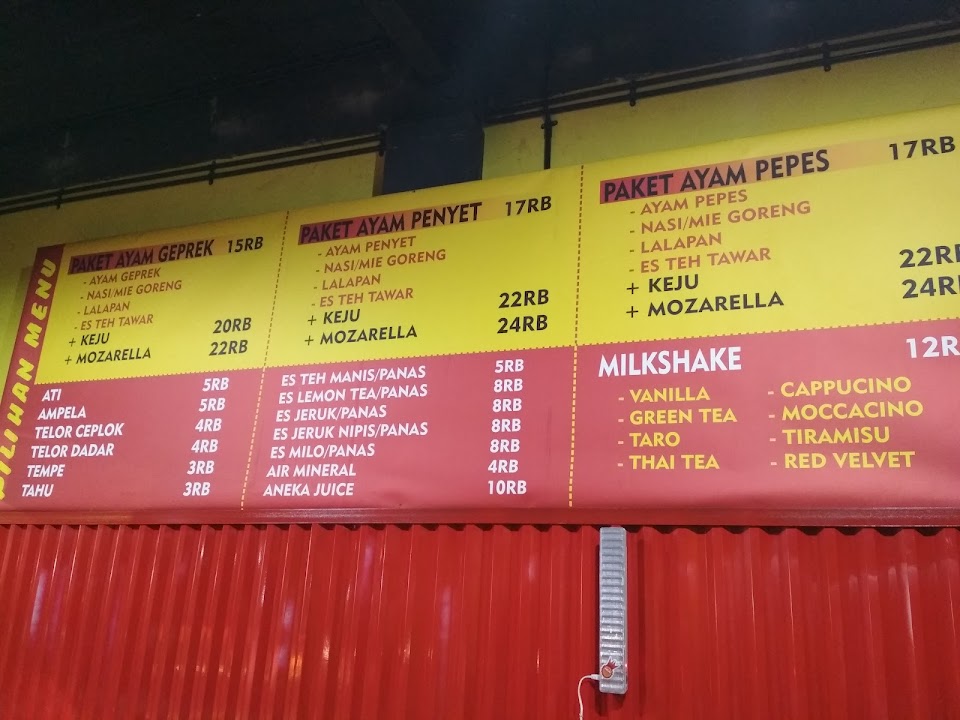 PILIHAN MENU
PAKET AYAM GEPREK 15RB
- AYAM GEPREK
- NASI/MIE GORENG
- LALAPAN
- ES TEH TAWAR
+ KEJU 20RB
+ MOZARELLA 22RB
PAKET AYAM PENYET 17RB
- AYAM PENYET
- NASI/MIE GORENG
- LALAPAN
- ES TEH TAWAR
+ KEJU 22RB
+ MOZARELLA 24RB
PAKET AYAM PEPES 17RB
- AYAM PEPES
- NASI/MIE GORENG
- LALAPAN
- ES TEH TAWAR
+ KEJU 22RB
+ MOZARELLA 24R
ATI 5RB
AMPELA 5RB
TELOR CEPLOK 4RB
TELOR DADAR 4RB
TEMPE 3RB
TAHU 3RB
ES TEH MANIS/PANAS 5RB
ES LEMON TEA/PANAS 8RB
ES JERUK/PANAS 8RB
ES JERUK NIPIS/PANAS 8RB
ES MILO/PANAS 8RB
AIR MINERAL 4RB
ANEKA JUICE 10RB
MILKSHAKE 12R
- VANILLA - CAPPUCINO
- GREEN TEA - MOCCACINO
- TARO - TIRAMISU
- THAI TEA - RED VELVET